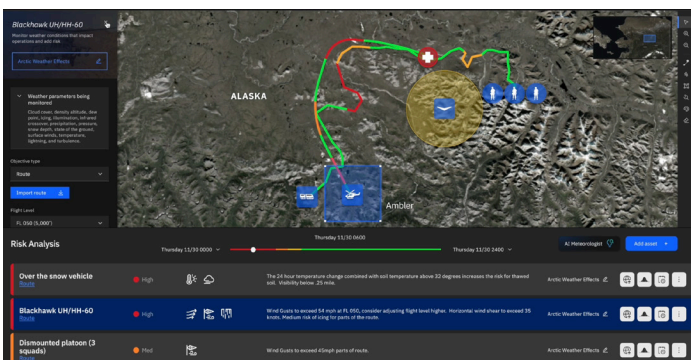 Blackhawk UH/HH-60
Monitor weather conditions that impact
operations and add risk
Arctic Weather Effects
Weather parameters being
monitored
Cloud cover, density altitude, dew
point, icing, illumination, infrared
crossover, precipitation, pressure,
snow depth, state of the ground,
surface winds, temperature,
lightning, and turbulence.
Objective type
Route
Import route
Flight Level
FL 050 (5,000')
ALASKA
Ambler
Risk Analysis
Thursday 11/30 0000
Thursday 11/30 0600
Thursday 11/30 2400
AI Meteorologist
Add asset +
Over the snow vehicle
Route
High
The 24 hour temperature change combined with soil temperature above 32 degrees increases the risk for thawed
soil. Visibility below .25 mile.
Arctic Weather Effects
Blackhawk UH/HH-60
Route
High
Wind Gusts to exceed 54 mph at FL 050, consider adjusting flight level higher. Horizontal wind shear to exceed 35
knots. Medium risk of icing for parts of the route.
Arctic Weather Effects
Dismounted platoon (3
squads)
Route
Med
Wind Gusts to exceed 45mph parts of route.
Arctic Weather Effects